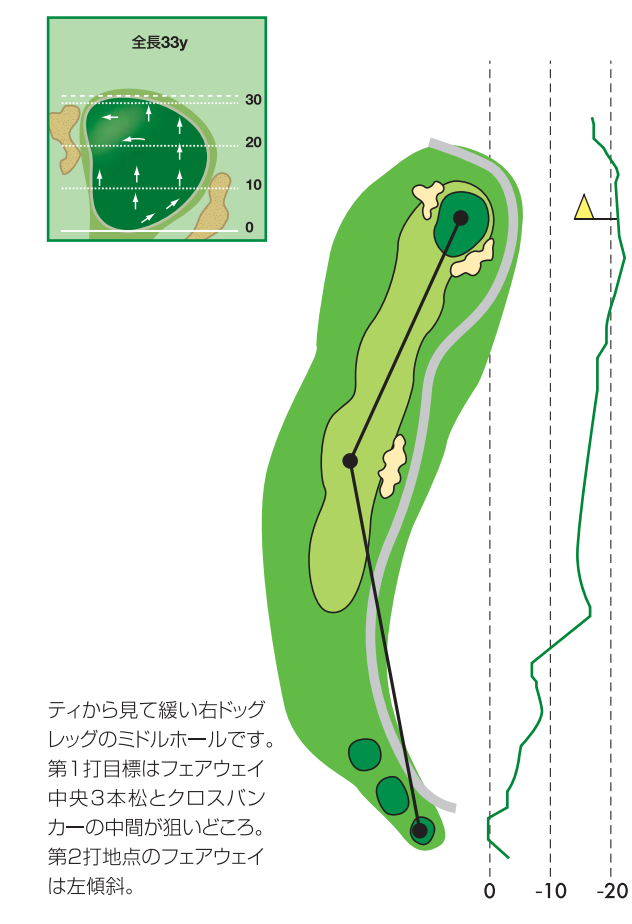 全長33y
30
20
10
0
ティから見て緩い右ドッグ
レッグのミドルホールです。
第1打目標はフェアウェイ
中央3本松とクロスバン
カーの中間が狙いどころ。
第2打地点のフェアウェイ
は左傾斜。
0 -10 -20